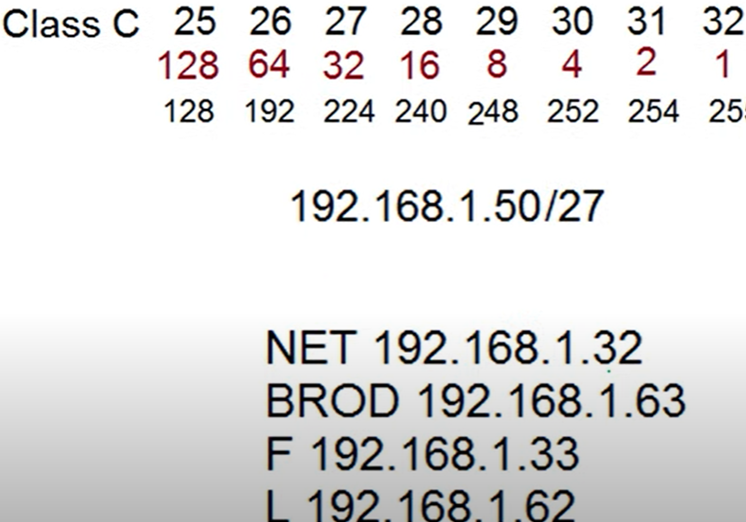 Class C 25 26 27 28 29 30 31 32
128 64 32 16 8 4 2 1
128 192 224 240 248 252 254
192.168.1.50/27
NET 192.168.1.32
BROD 192.168.1.63
F 192.168.1.33
L 192.168.1.62